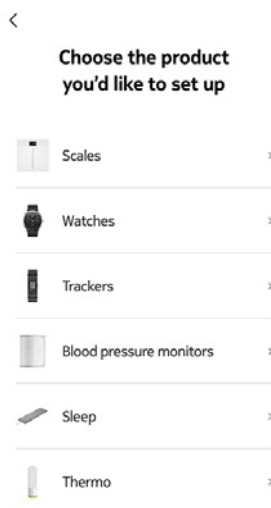 Choose the product
you'd like to set up
Scales
Watches
Trackers
Blood pressure monitors
Sleep
Thermo